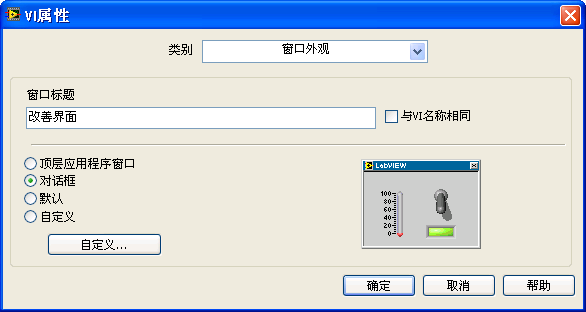 VI属性
类别 窗口外观
窗口标题
改善界面 与VI名称相同
顶层应用程序窗口
对话框
默认
自定义
自定义...
LabVIEW
100
80
60
40
20
0
确定 取消 帮助